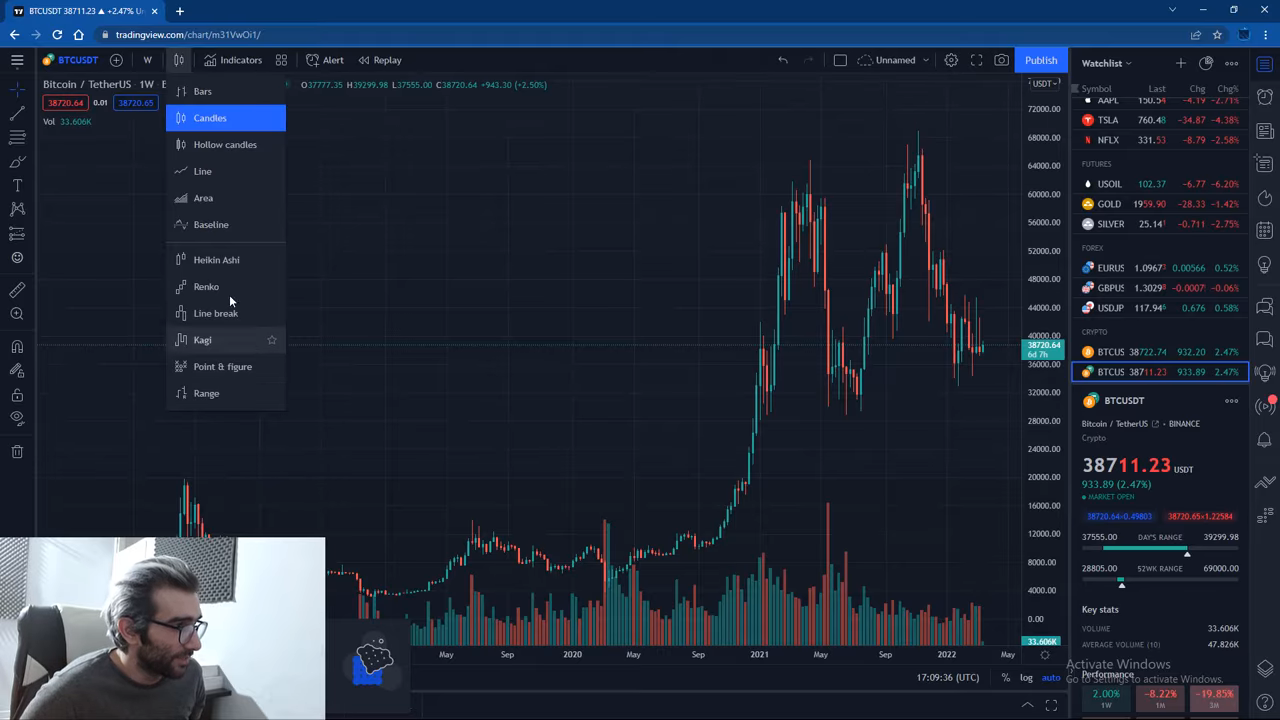 BTCUSDT 38711.23 ▲ +2.47% Un
tradingview.com/chart/m31VwOi1/
BTCUSDT W Indicators Alert Replay Unnamed Publish
Bitcoin / TetherUS · 1W · O37777.35 H39299.98 L37555.00 C38720.64 +943.30 (+2.50%)
38720.64 0.01 38720.65
Vol 33.606K
Bars
Candles
Hollow candles
Line
Area
Baseline
Heikin Ashi
Renko
Line break
Kagi
Point & figure
Range
USDT
72000.00
68000.00
64000.00
60000.00
56000.00
52000.00
48000.00
44000.00
40000.00
38720.64
6d 7h
36000.00
32000.00
28000.00
24000.00
20000.00
16000.00
12000.00
8000.00
4000.00
0.00
33.606K
May Sep 2020 May Sep 2021 May Sep 2022 May
17:09:36 (UTC) % log auto
Watchlist
Symbol Last Chg Chg%
AAPL 150.54 -4.19 -2.71%
TSLA 760.48 -34.87 -4.38%
NFLX 331.53 -8.79 -2.58%
FUTURES
USOIL 102.37 -6.77 -6.20%
GOLD 1959.90 -28.33 -1.42%
SILVER 25.141 -0.711 -2.75%
FOREX
EURUS 1.09673 0.00566 0.52%
GBPUS 1.30298 -0.0007 -0.06%
USDJP 117.946 0.676 0.58%
CRYPTO
BTCUS 38722.74 932.20 2.47%
BTCUS 38711.23 933.89 2.47%
BTCUSDT
Bitcoin / TetherUS • BINANCE
Crypto
38711.23 USDT
933.89 (2.47%)
MARKET OPEN
38720.64×0.49803 38720.65×1.22584
37555.00 DAY'S RANGE 39299.98
28805.00 52WK RANGE 69000.00
Key stats
VOLUME 33.606K
AVERAGE VOLUME (10) 47.826K
Performance
2.00% -8.22% -19.85%
1W 1M 3M
Activate Windows
Go to Settings to activate Windows.